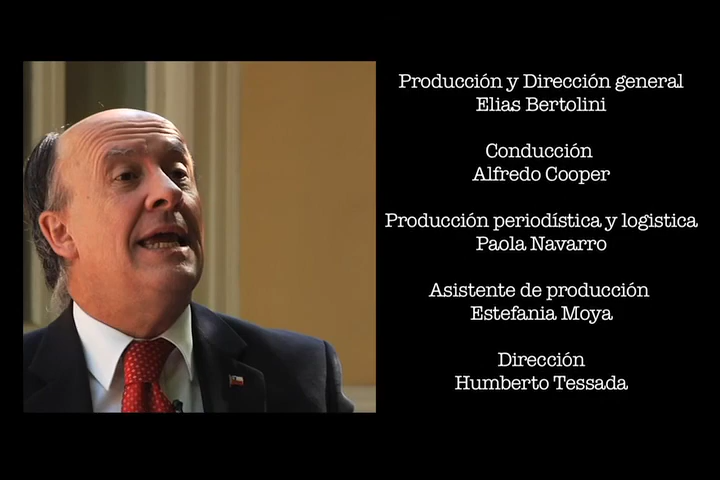 Producción y Dirección general
Elias Bertolini
Conducción
Alfredo Cooper
Producción periodística y logistica
Paola Navarro
Asistente de producción
Estefania Moya
Dirección
Humberto Tessada